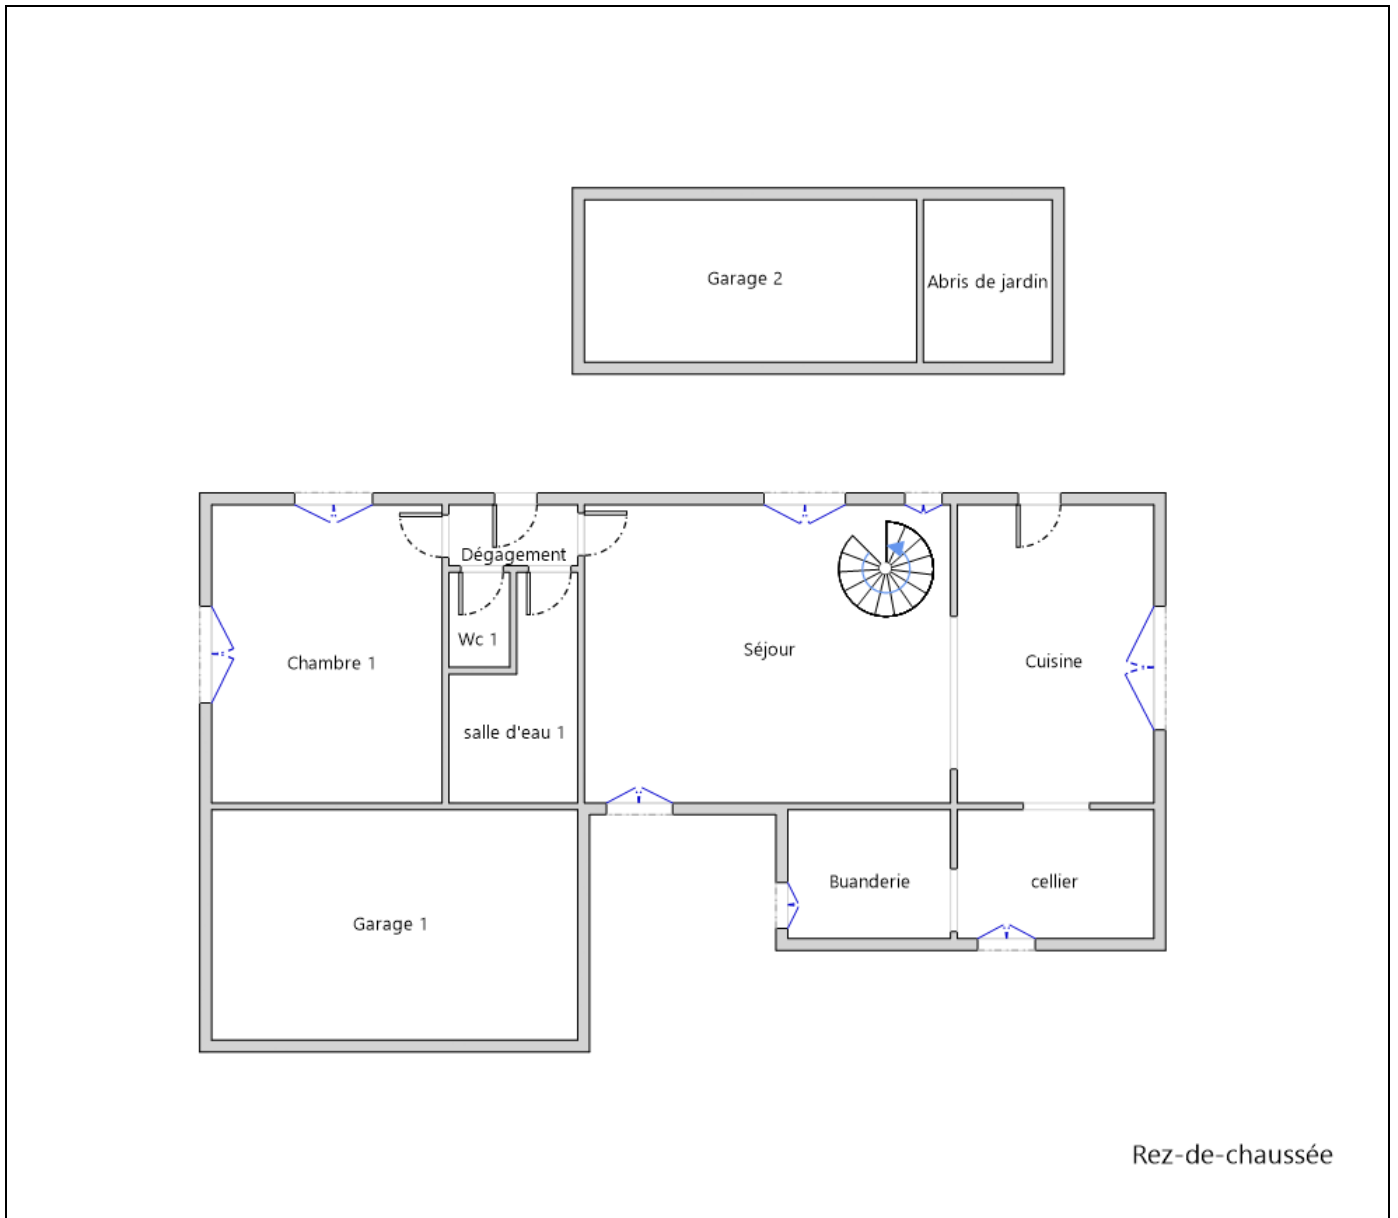 Garage 2
Abris de jardin
Dégagement
Wc 1
Chambre 1
Séjour
Cuisine
salle d'eau 1
Buanderie
cellier
Garage 1
Rez-de-chaussée